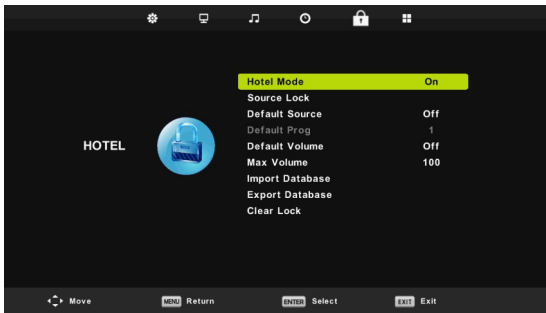 Hotel Mode On
Source Lock
Default Source Off
Default Prog 1
HOTEL
Default Volume Off
Max Volume 100
Import Database
Export Database
Clear Lock
Move MENU Return ENTER Select EXIT Exit